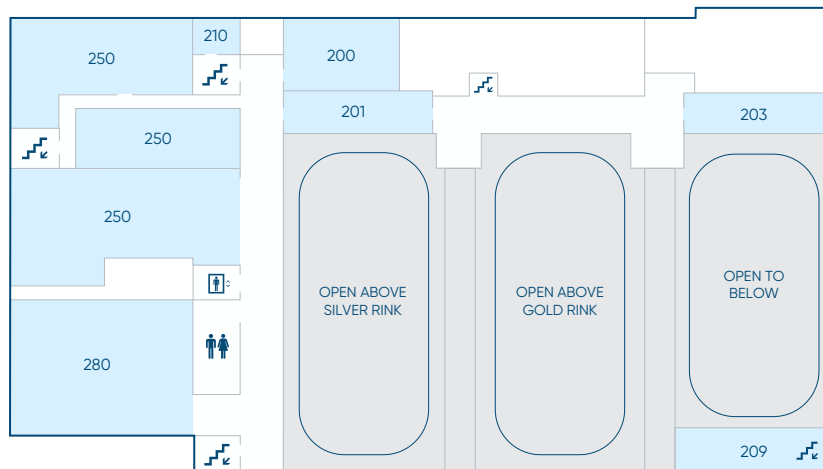 210
250
200
201
203
250
250
OPEN TO
BELOW
OPEN ABOVE
SILVER RINK
OPEN ABOVE
GOLD RINK
280
209